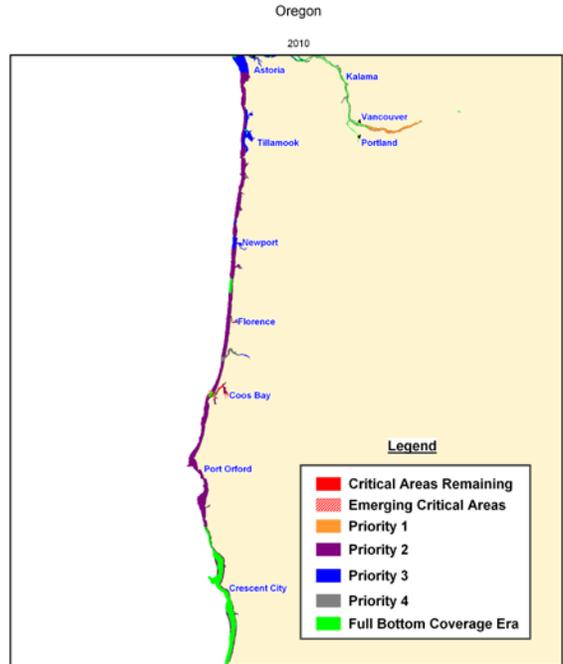 Oregon
2010
Astoria
Kalama
Vancouver
Portland
Tillamook
Newport
Florence
Coos Bay
Port Orford
Crescent City
Legend
Critical Areas Remaining
Emerging Critical Areas
Priority 1
Priority 2
Priority 3
Priority 4
Full Bottom Coverage Era